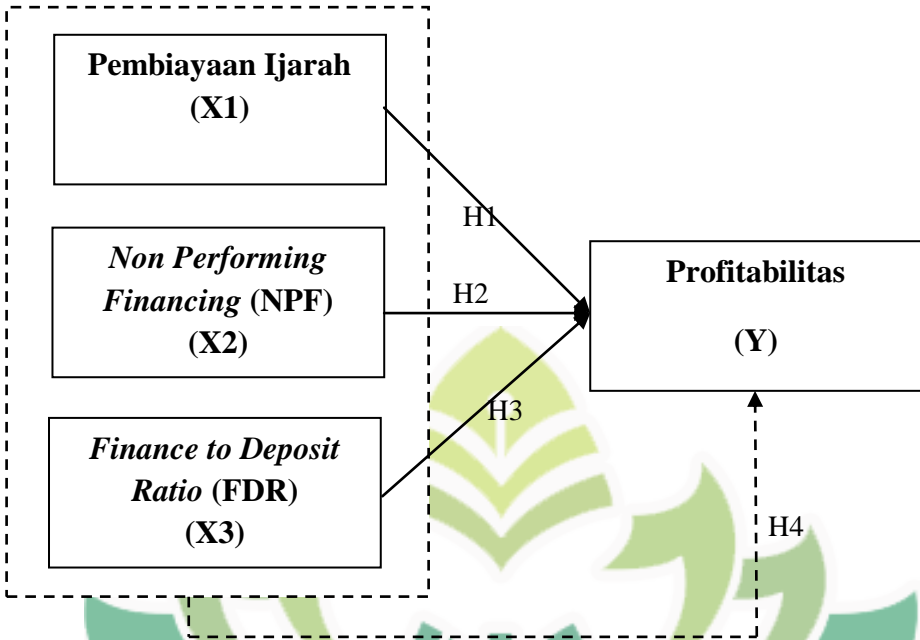 Pembiayaan Ijarah
(X1)
H1
Non Performing
Financing (NPF)
(X2)
H2
Profitabilitas
(Y)
Finance to Deposit
Ratio (FDR)
(X3)
H3
H4